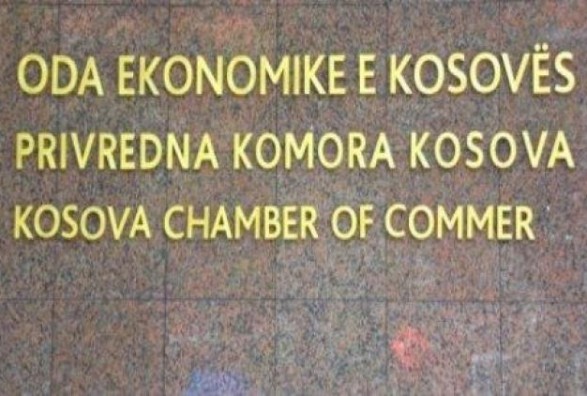 ODA EKONOMIKE E KOSOVËS
PRIVREDNA KOMORA KOSOVA
KOSOVA CHAMBER OF COMMER